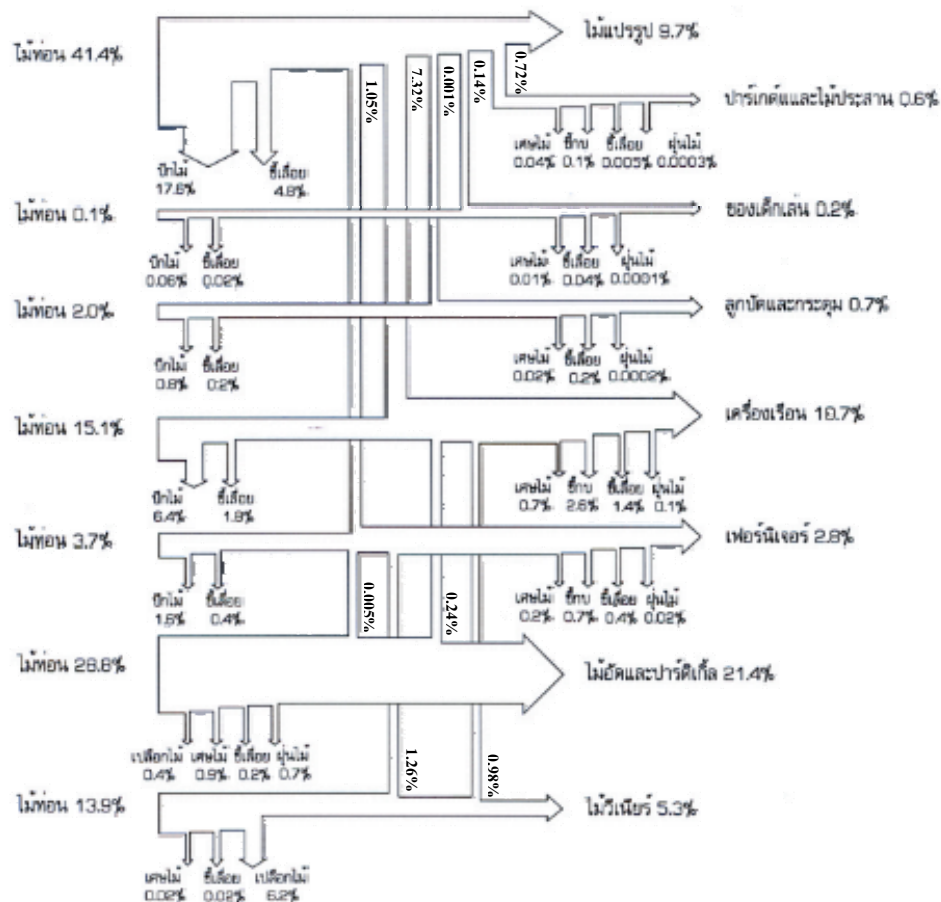 ไม้ท่อน 41.4%
ไม้แปรรูป 9.7%
1.05%
7.32%
0.001%
0.14%
0.72%
ปาร์เกต์และไม้ประสาน 0.6%
เศษไม้ ขี้กบ ขี้เลื่อย ฝุ่นไม้
0.04% 0.1% 0.005% 0.0003%
ปีกไม้ ขี้เลื่อย
17.6% 4.8%
ไม้ท่อน 0.1%
ของเด็กเล่น 0.2%
ปีกไม้ ขี้เลื่อย
0.06% 0.02%
เศษไม้ ขี้เลื่อย ฝุ่นไม้
0.01% 0.04% 0.0001%
ไม้ท่อน 2.0%
ลูกปัดและกระดุม 0.7%
ปีกไม้ ขี้เลื่อย
0.8% 0.2%
เศษไม้ ขี้เลื่อย ฝุ่นไม้
0.02% 0.2% 0.0002%
ไม้ท่อน 15.1%
เครื่องเรือน 10.7%
ปีกไม้ ขี้เลื่อย
6.4% 1.8%
เศษไม้ ขี้กบ ขี้เลื่อย ฝุ่นไม้
0.7% 2.6% 1.4% 0.1%
ไม้ท่อน 3.7%
เฟอร์นิเจอร์ 2.8%
ปีกไม้ ขี้เลื่อย
1.6% 0.4%
0.005%
0.24%
เศษไม้ ขี้กบ ขี้เลื่อย ฝุ่นไม้
0.2% 0.7% 0.4% 0.02%
ไม้ท่อน
ไม้อัดและปาร์ติเกิ้ล 21.4%
เปลือกไม้ เศษไม้ ขี้เลื่อย ฝุ่นไม้
0.4% 0.9% 0.2% 0.7%
1.26%
0.98%
ไม้ท่อน 13.9%
ไม้วีเนียร์ 5.3%
เศษไม้ ขี้เลื่อย เปลือกไม้
0.02% 0.02% 6.2%